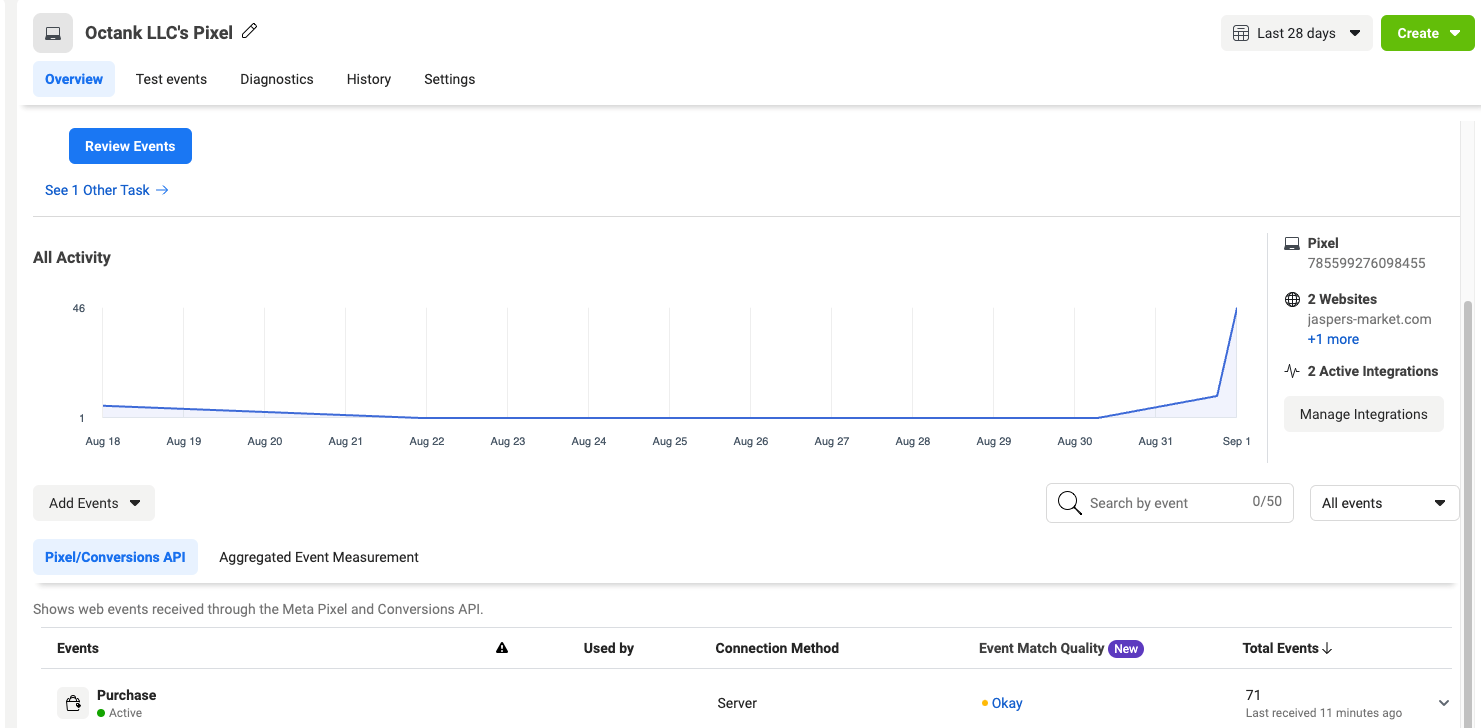 Octank LLC's Pixel
Last 28 days
Create
Overview Test events Diagnostics History Settings
Review Events
See 1 Other Task →
All Activity
46
1
Aug 18 Aug 19 Aug 20 Aug 21 Aug 22 Aug 23 Aug 24 Aug 25 Aug 26 Aug 27 Aug 28 Aug 29 Aug 30 Aug 31 Sep 1
Pixel
785599276098455
2 Websites
jaspers-market.com
+1 more
2 Active Integrations
Manage Integrations
Add Events
Search by event 0/50
All events
Pixel/Conversions API Aggregated Event Measurement
Shows web events received through the Meta Pixel and Conversions API.
Events Used by Connection Method Event Match Quality New Total Events ↓
Purchase Server Okay 71
Active Last received 11 minutes ago